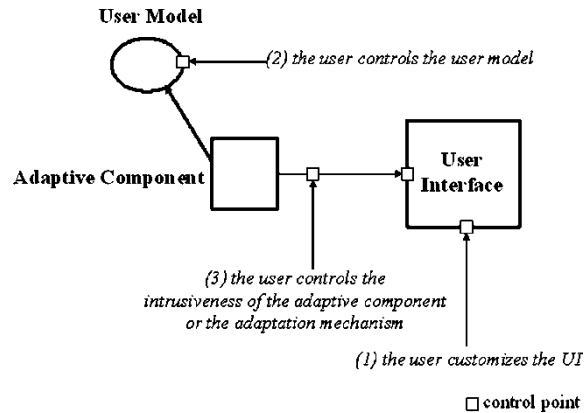 User Model
(2) the user controls the user model
Adaptive Component
User
Interface
(3) the user controls the
intrusiveness of the adaptive component
or the adaptation mechanism
(1) the user customizes the UI
control point